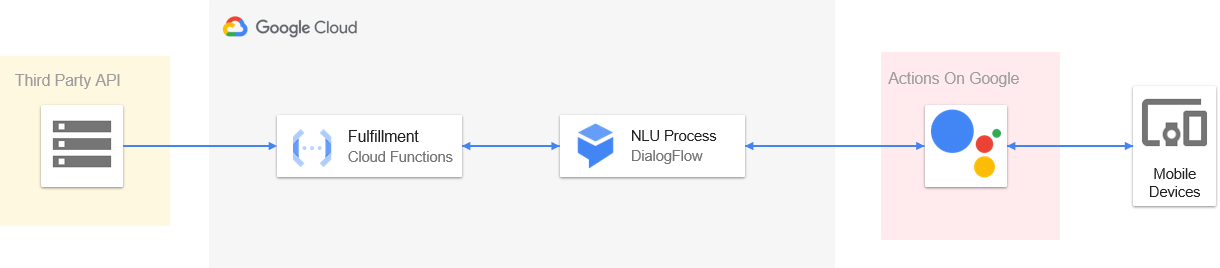 Google Cloud
Third Party API
Actions On Google
Fulfillment
Cloud Functions
NLU Process
DialogFlow
Mobile
Devices